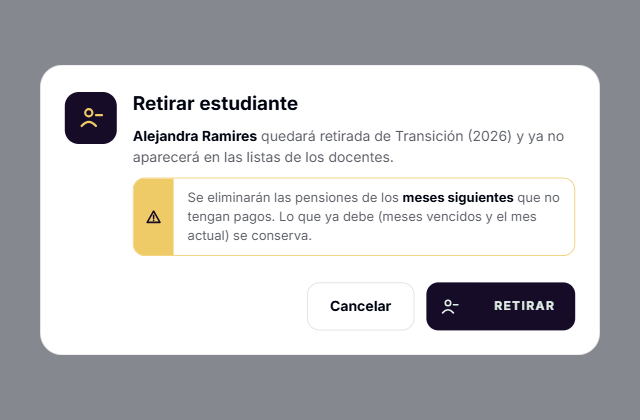 Retirar estudiante
Alejandra Ramires quedará retirada de Transición (2026) y ya no
aparecerá en las listas de los docentes.
Se eliminarán las pensiones de los meses siguientes que no
tengan pagos. Lo que ya debe (meses vencidos y el mes
actual) se conserva.
Cancelar
RETIRAR